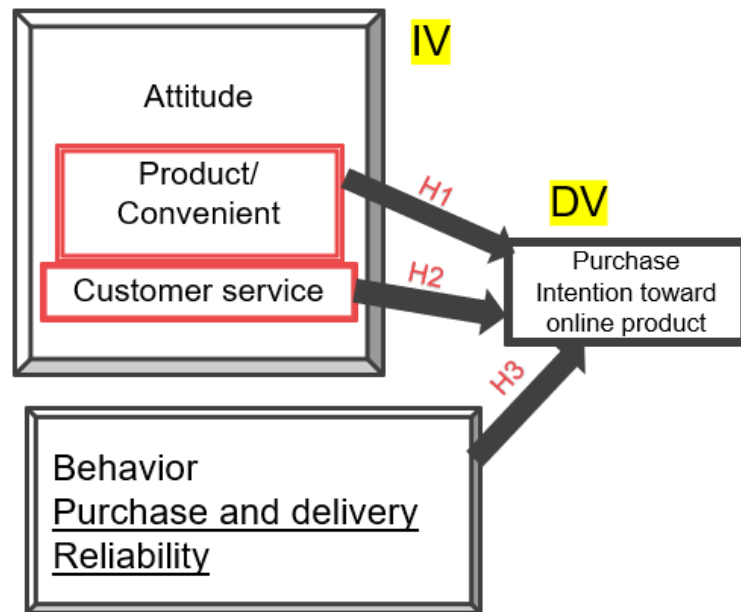 IV
Attitude
Product/
Convenient
H1
DV
Customer service
H2
Purchase
Intention toward
online product
H3
Behavior
Purchase and delivery
Reliability